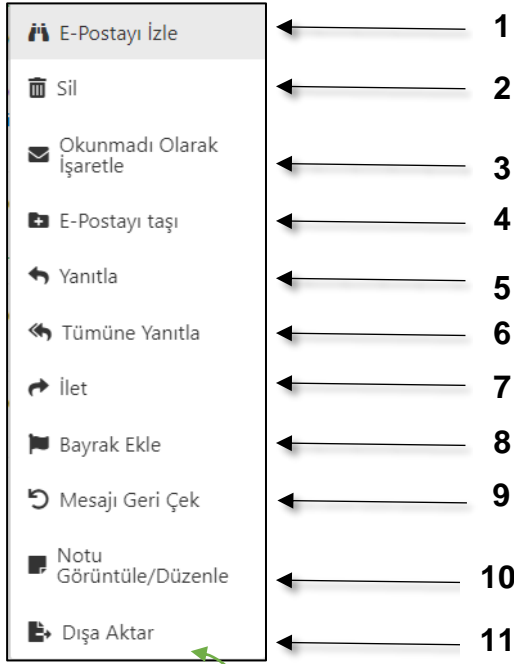 E-Postayı İzle 1
Sil 2
Okunmadı Olarak
İşaretle 3
E-Postayı taşı 4
Yanıtla 5
Tümüne Yanıtla 6
İlet 7
Bayrak Ekle 8
Mesajı Geri Çek 9
Notu
Görüntüle/Düzenle 10
Dışa Aktar 11